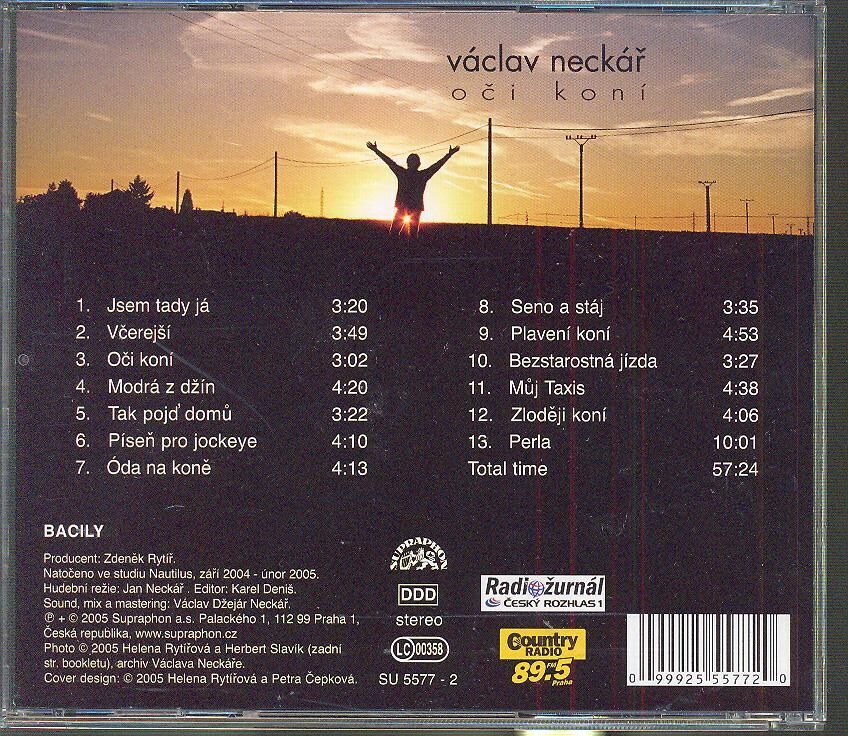 václav neckář
oči koní
1. Jsem tady já 3:20
2. Včerejší 3:49
3. Oči koní 3:02
4. Modrá z džín 4:20
5. Tak pojď domů 3:22
6. Píseň pro jockeye 4:10
7. Óda na koně 4:13
8. Seno a stáj 3:35
9. Plavení koní 4:53
10. Bezstarostná jízda 3:27
11. Můj Taxis 4:38
12. Zloději koní 4:06
13. Perla 10:01
Total time 57:24
BACILY
Producent: Zdeněk Rytíř.
Natočeno ve studiu Nautilus, září 2004 - únor 2005.
Hudební režie: Jan Neckář . Editor: Karel Deniš.
Sound, mix a mastering: Václav Džejár Neckář.
℗ + © 2005 Supraphon a.s. Palackého 1, 112 99 Praha 1,
Česká republika, www.supraphon.cz
Photo © 2005 Helena Rytířová a Herbert Slavík (zadní
str. bookletu), archiv Václava Neckáře.
Cover design: © 2005 Helena Rytířová a Petra Čepková.
SUPRAPHON
DDD
stereo
LC 00358
SU 5577 - 2
Radiožurnál
ČESKÝ ROZHLAS 1
Country
RADIO
89.5 FM
Praha
0 99925 55772 0